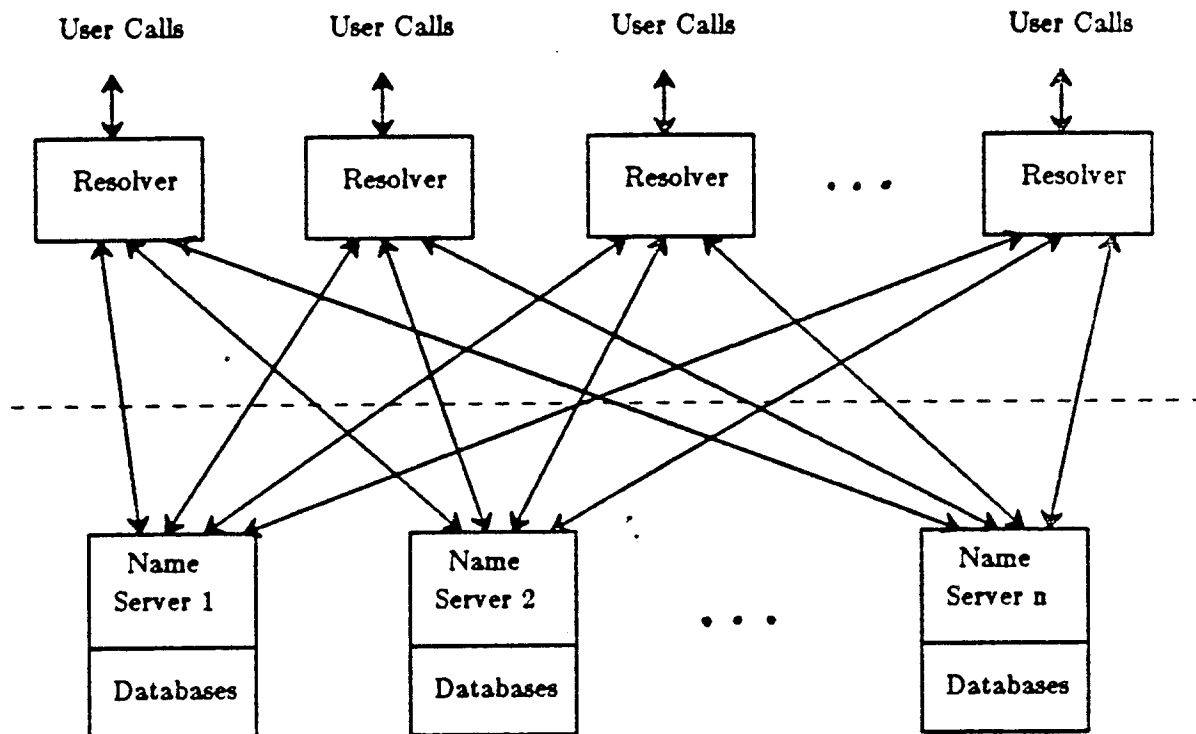 User Calls
User Calls
User Calls
User Calls
Resolver
Resolver
Resolver
. . .
Resolver
Name
Server 1
Name
Server 2
. . .
Name
Server n
Databases
Databases
Databases